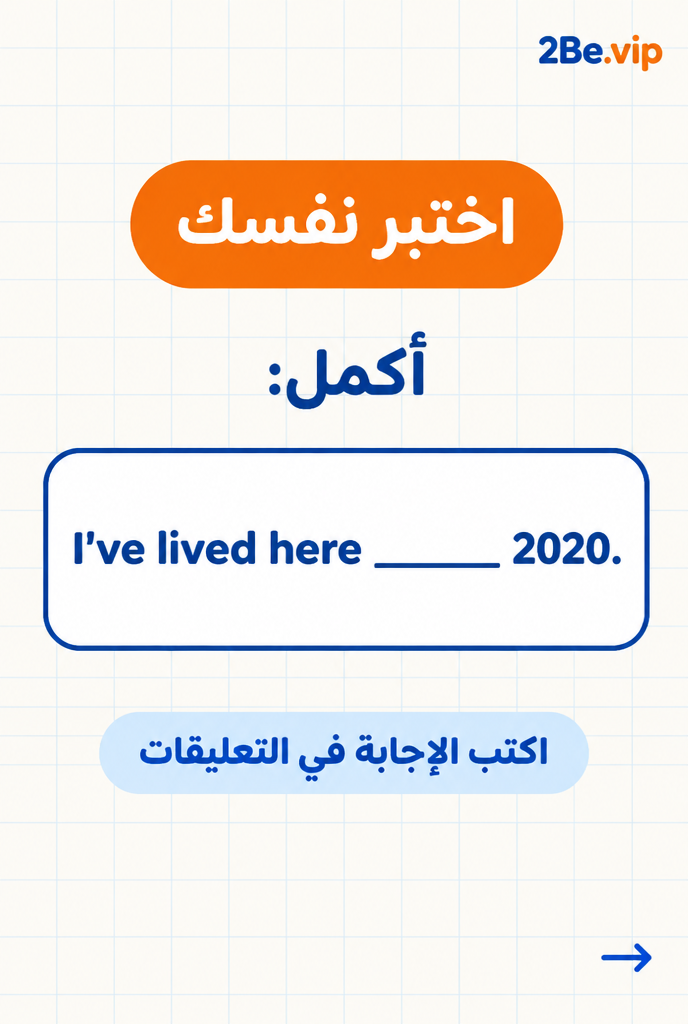 2Be.vip
اختبر نفسك
أكمل:
I've lived here ______ 2020.
اكتب الإجابة في التعليقات